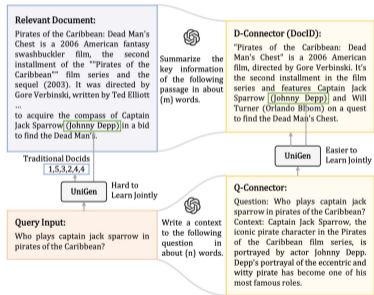 Relevant Document:
Pirates of the Caribbean: Dead Man's
Chest is a 2006 American fantasy
swashbuckler film, the second
installment of the ""Pirates of the
Caribbean"" film series and the
sequel (2003). It was directed by
Gore Verbinski, written by Ted Elliott
...
to acquire the compass of Captain
Jack Sparrow (Johnny Depp) in a bid
to find the Dead Man's.
Summarize the
key information
of the following
passage in about
(m) words.
D-Connector (DocID):
"Pirates of the Caribbean: Dead
Man's Chest" is a 2006 American
film, directed by Gore Verbinski. It's
the second installment in the film
series and features Captain Jack
Sparrow (Johnny Depp) and Will
Turner (Orlando Bloom) on a quest
to find the Dead Man's Chest.
Traditional Docids
1,5,3,2,4,4
UniGen
Hard to
Learn Jointly
UniGen
Easier to
Learn Jointly
Query Input:
Who plays captain jack sparrow in
pirates of the Caribbean?
Write a context
to the following
question in
about (n) words.
Q-Connector:
Question: Who plays captain jack
sparrow in pirates of the Caribbean?
Context: Captain Jack Sparrow, the
iconic pirate character in the Pirates
of the Caribbean film series, is
portrayed by actor Johnny Depp.
Depp's portrayal of the eccentric and
witty pirate has become one of his
most famous roles.